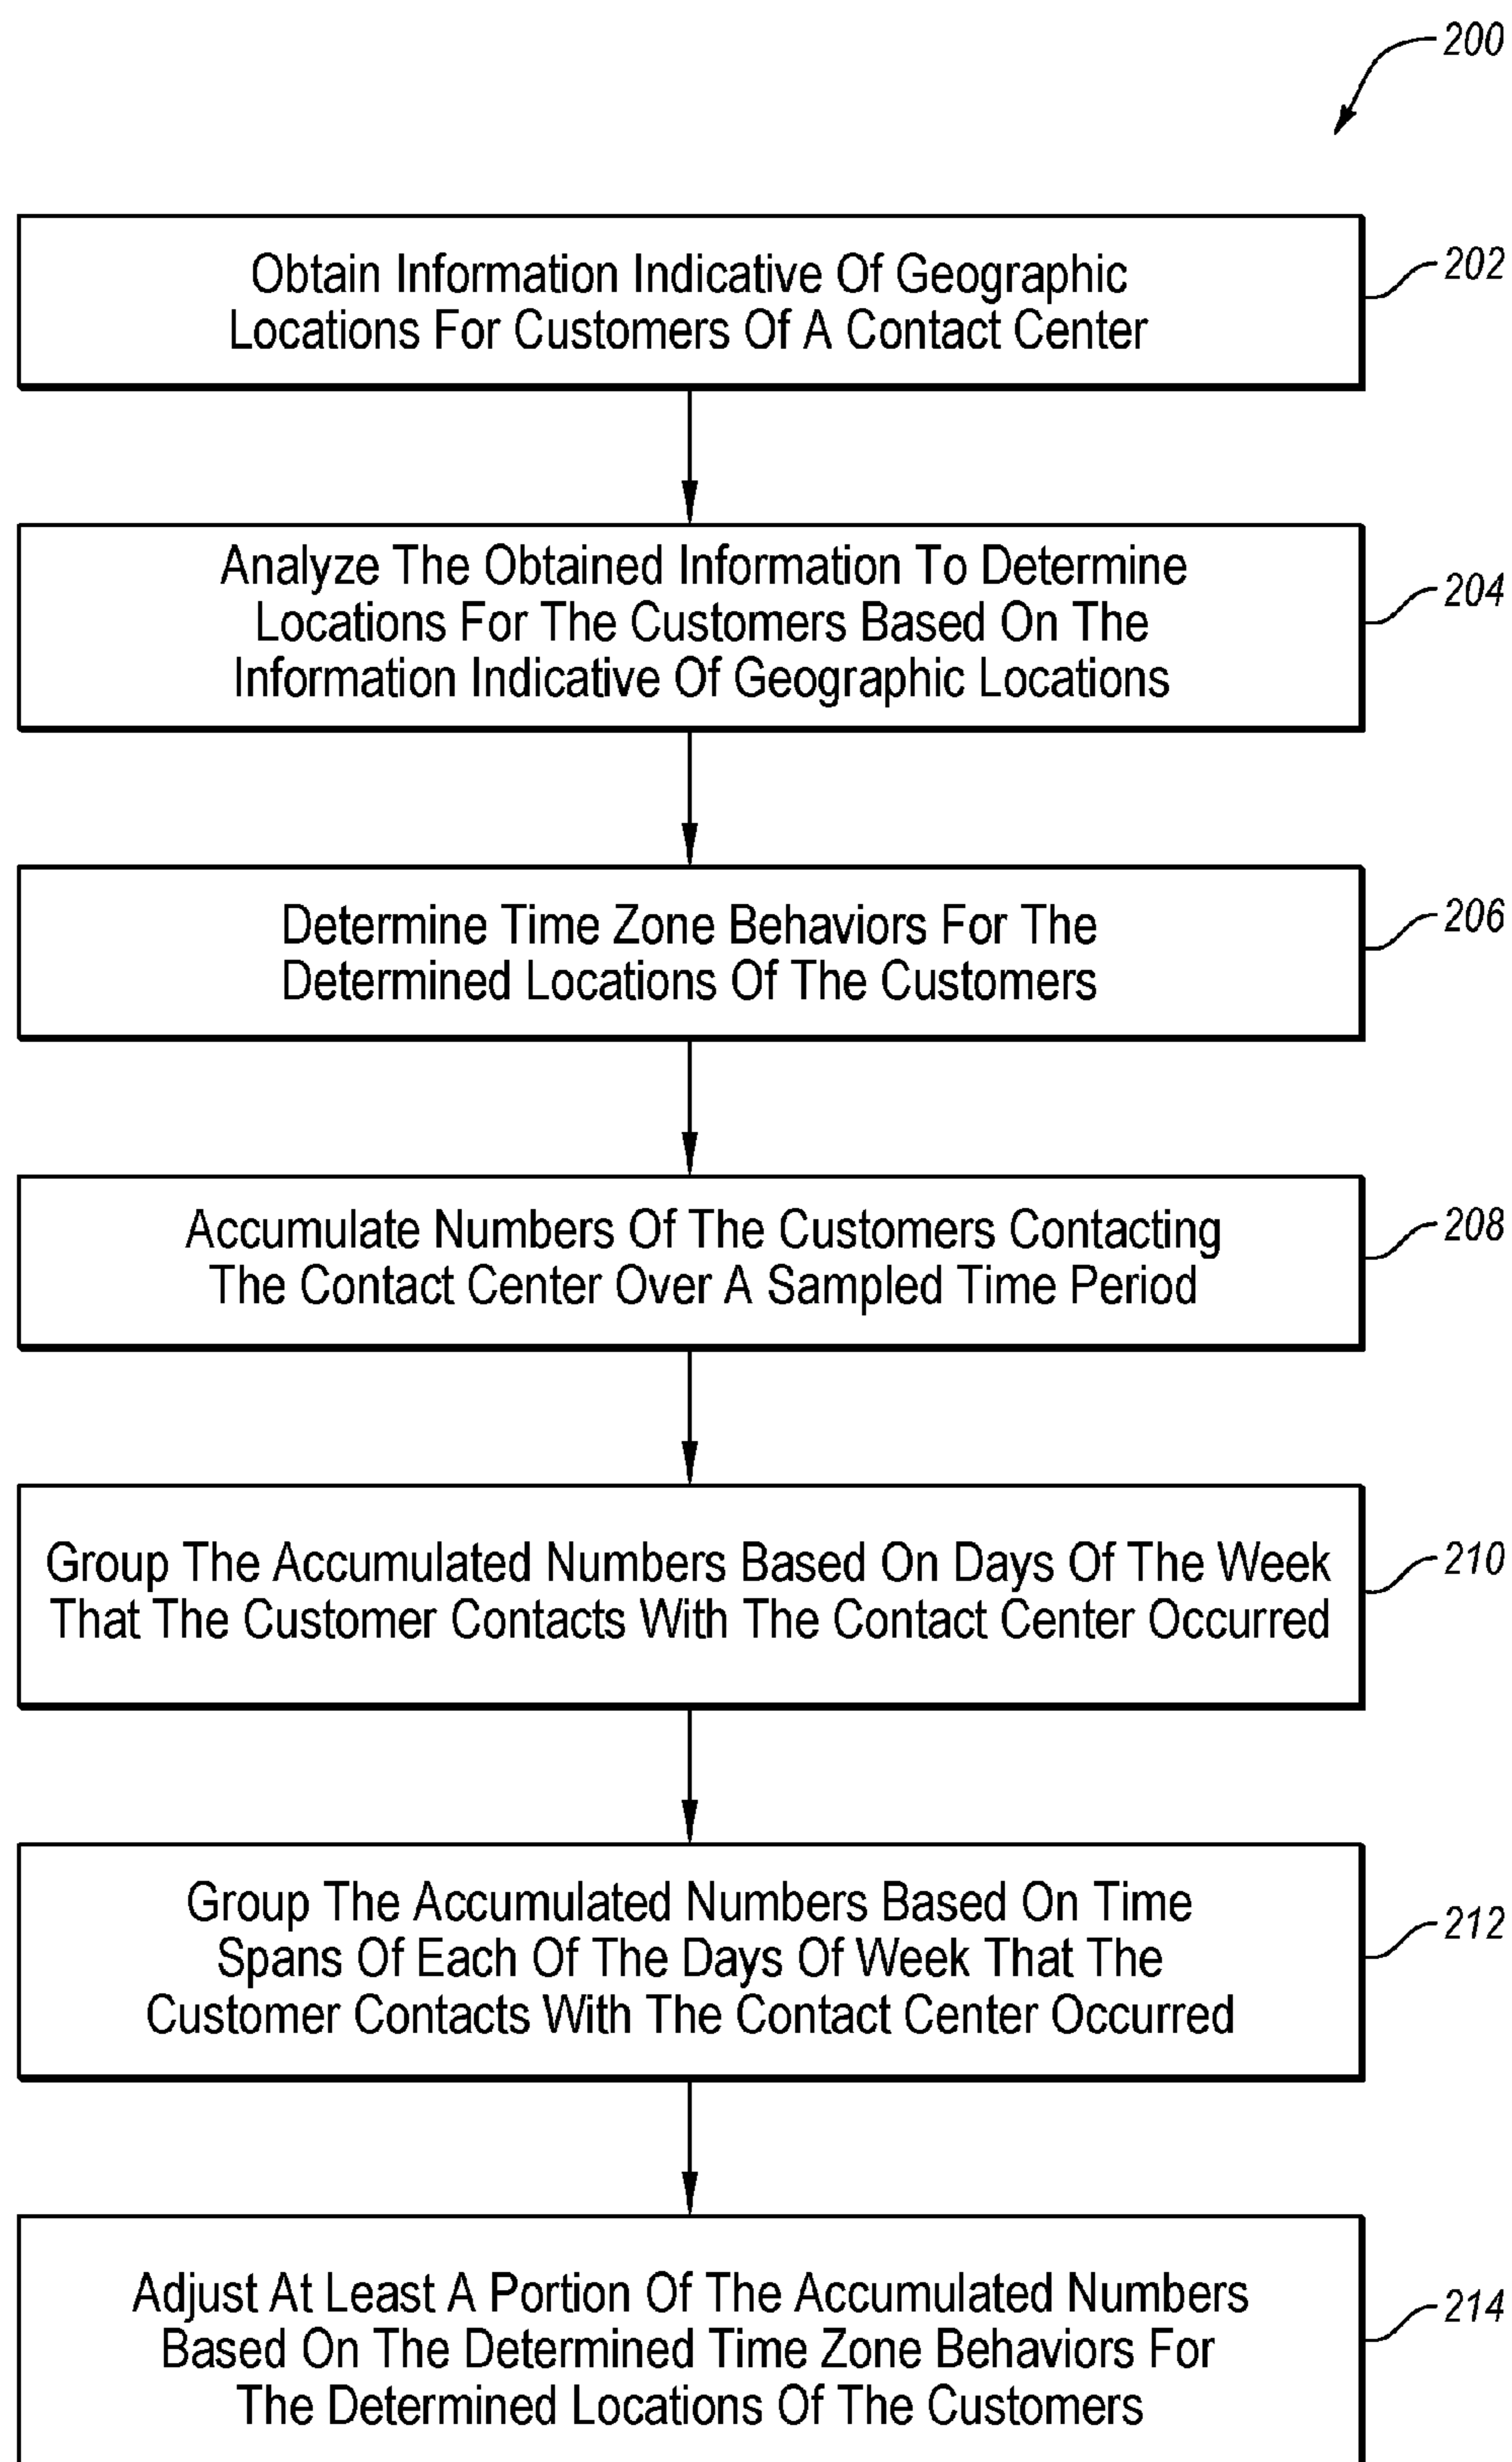 200
Obtain Information Indicative Of Geographic
Locations For Customers Of A Contact Center
202
Analyze The Obtained Information To Determine
Locations For The Customers Based On The
Information Indicative Of Geographic Locations
204
Determine Time Zone Behaviors For The
Determined Locations Of The Customers
206
Accumulate Numbers Of The Customers Contacting
The Contact Center Over A Sampled Time Period
208
Group The Accumulated Numbers Based On Days Of The Week
That The Customer Contacts With The Contact Center Occurred
210
Group The Accumulated Numbers Based On Time
Spans Of Each Of The Days Of Week That The
Customer Contacts With The Contact Center Occurred
212
Adjust At Least A Portion Of The Accumulated Numbers
Based On The Determined Time Zone Behaviors For
The Determined Locations Of The Customers
214